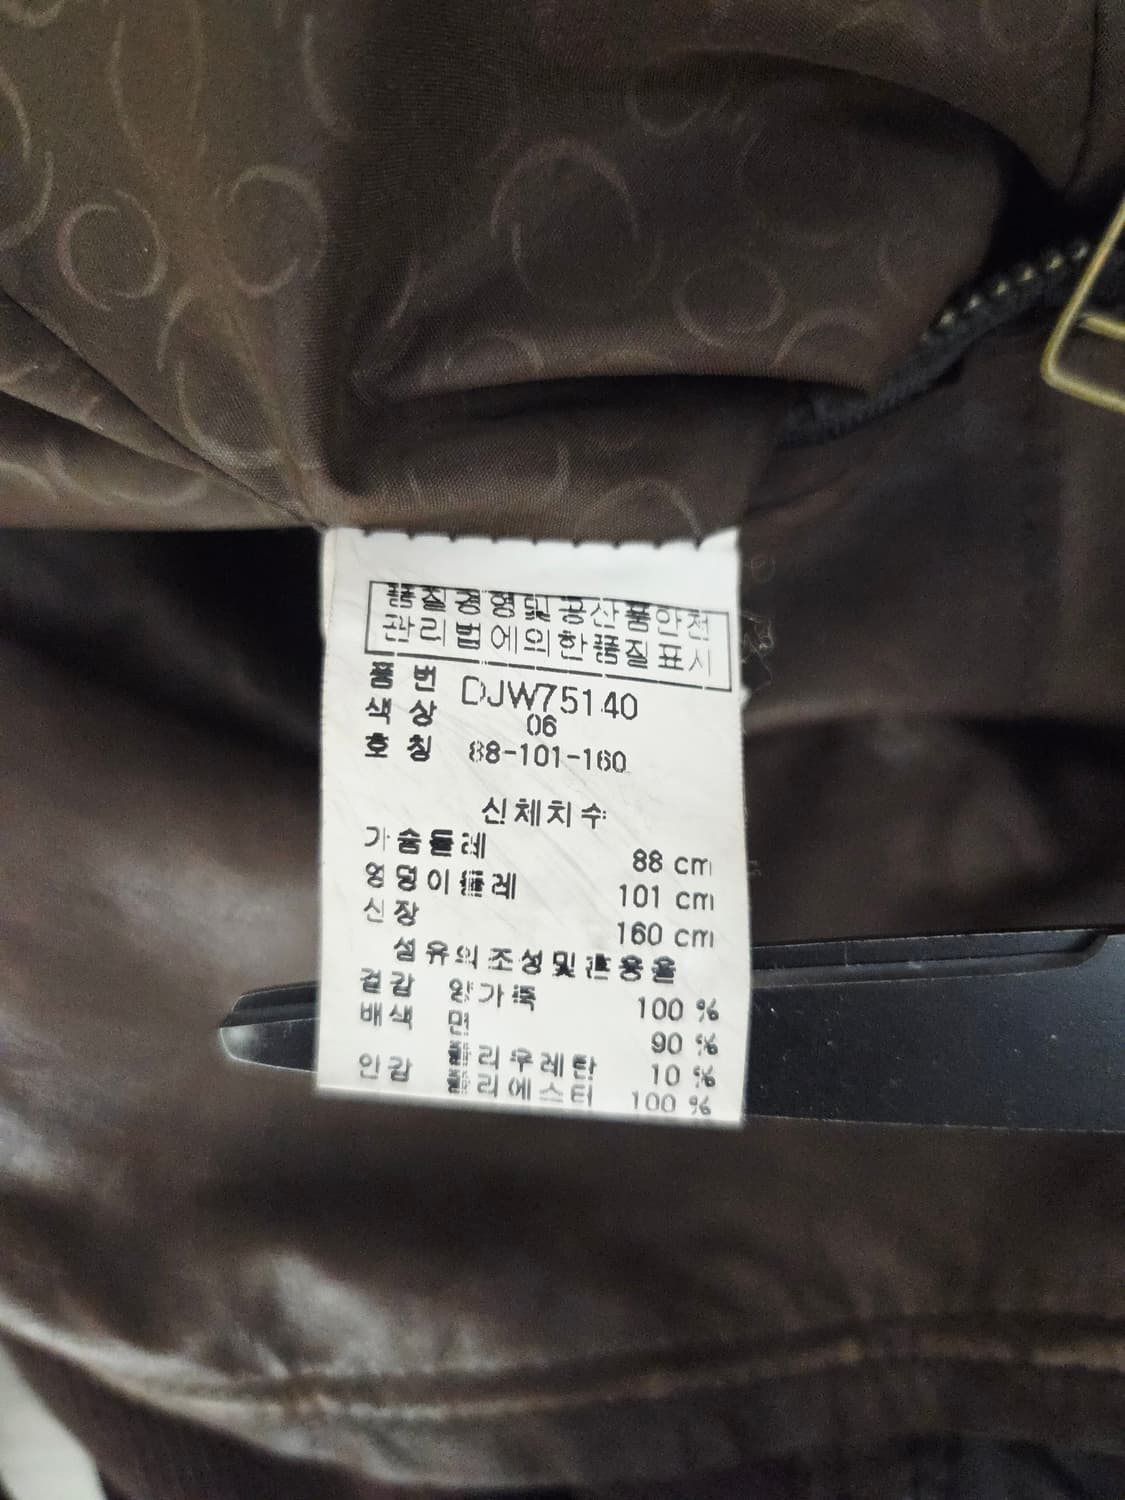 품질경영및공산품안전
관리법에의한품질표시
품 번 DJW75140
색 상 06
호 칭 88-101-160
신체치수
가슴둘레 88 cm
엉덩이둘레 101 cm
신장 160 cm
섬유의조성및혼용율
겉감 양가죽 100 %
배색 면 90 %
폴리우레탄 10 %
안감 폴리에스터 100 %